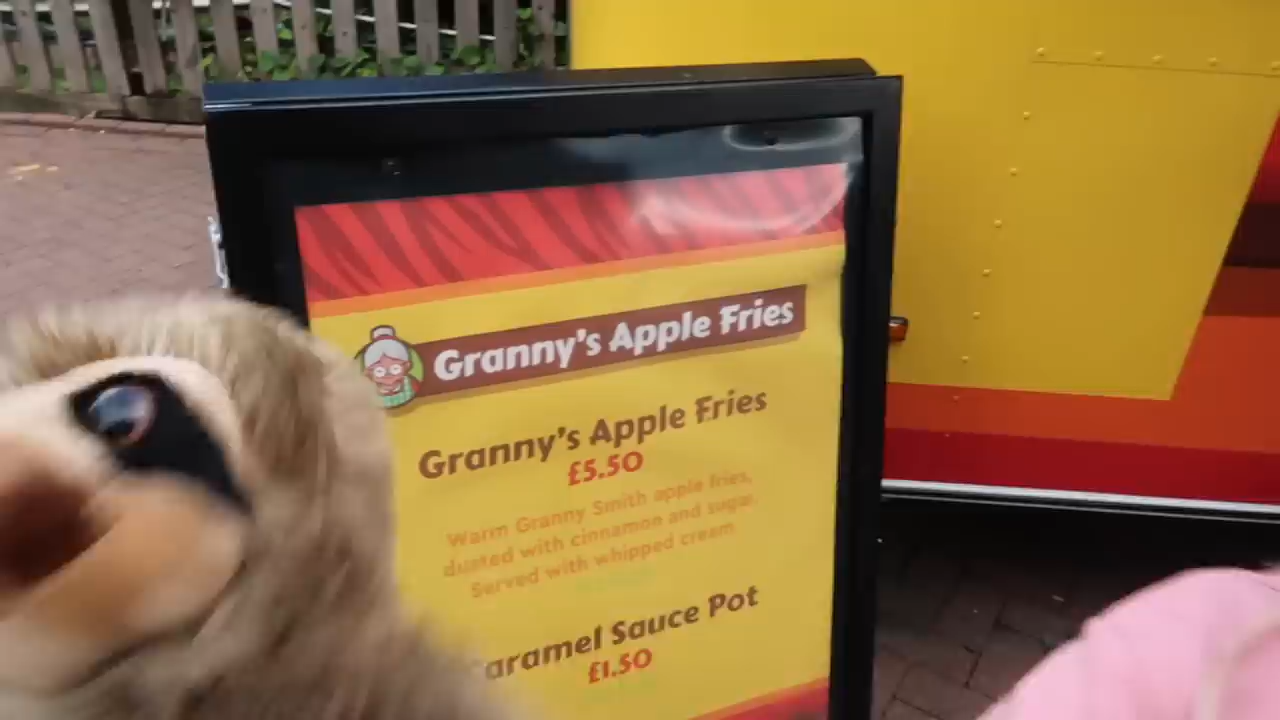 Granny's Apple Fries
Granny's Apple Fries
£5.50
Warm Granny Smith apple fries,
dusted with cinnamon and sugar
Served with whipped cream
aramel Sauce Pot
£1.50